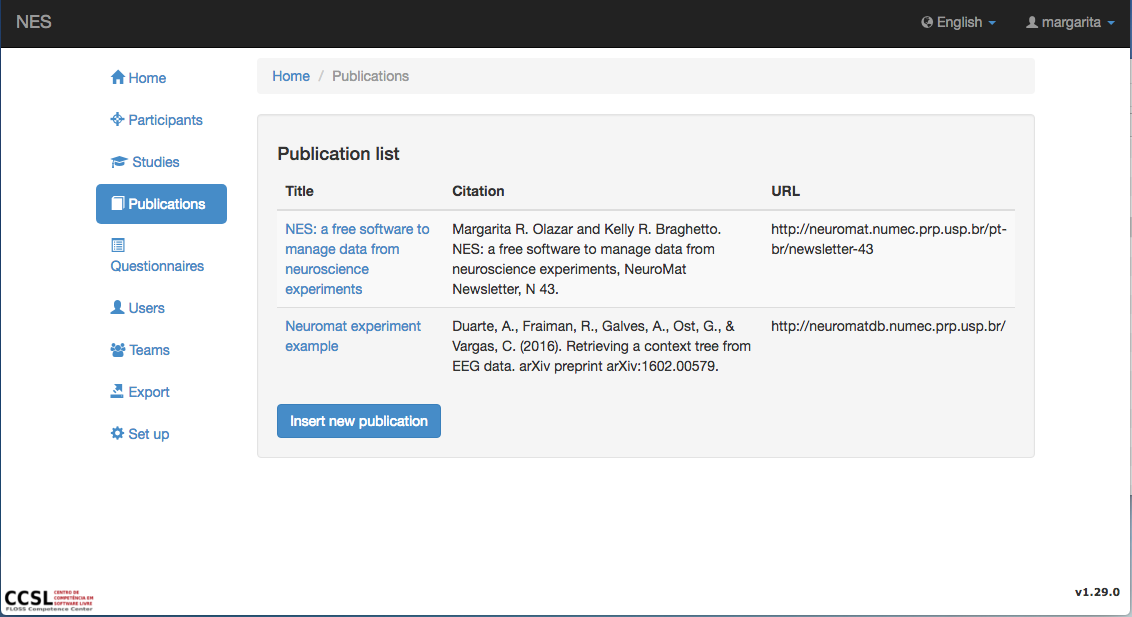 NES
English
margarita
Home
Participants
Studies
Publications
Questionnaires
Users
Teams
Export
Set up
Home / Publications
Publication list
Title Citation URL
NES: a free software to
manage data from
neuroscience
experiments
Margarita R. Olazar and Kelly R. Braghetto.
NES: a free software to manage data from
neuroscience experiments, NeuroMat
Newsletter, N 43.
http://neuromat.numec.prp.usp.br/pt-
br/newsletter-43
Neuromat experiment
example
Duarte, A., Fraiman, R., Galves, A., Ost, G., &
Vargas, C. (2016). Retrieving a context tree from
EEG data. arXiv preprint arXiv:1602.00579.
http://neuromatdb.numec.prp.usp.br/
Insert new publication
CCSL
CENTRO DE
COMPETÊNCIA EM
SOFTWARE LIVRE
FLOSS Competence Center
v1.29.0